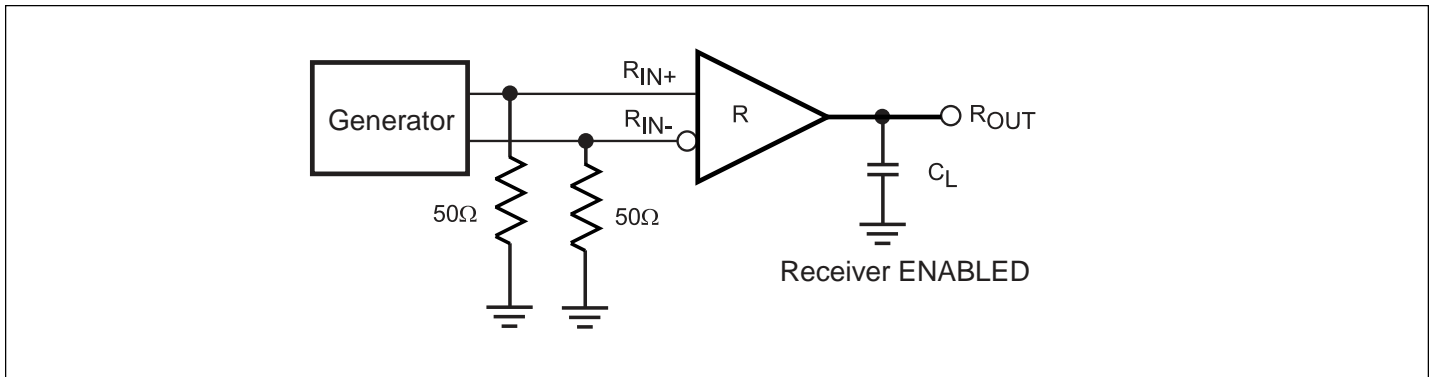 Generator
RIN+
RIN-
R
ROUT
50Ω
50Ω
CL
Receiver ENABLED